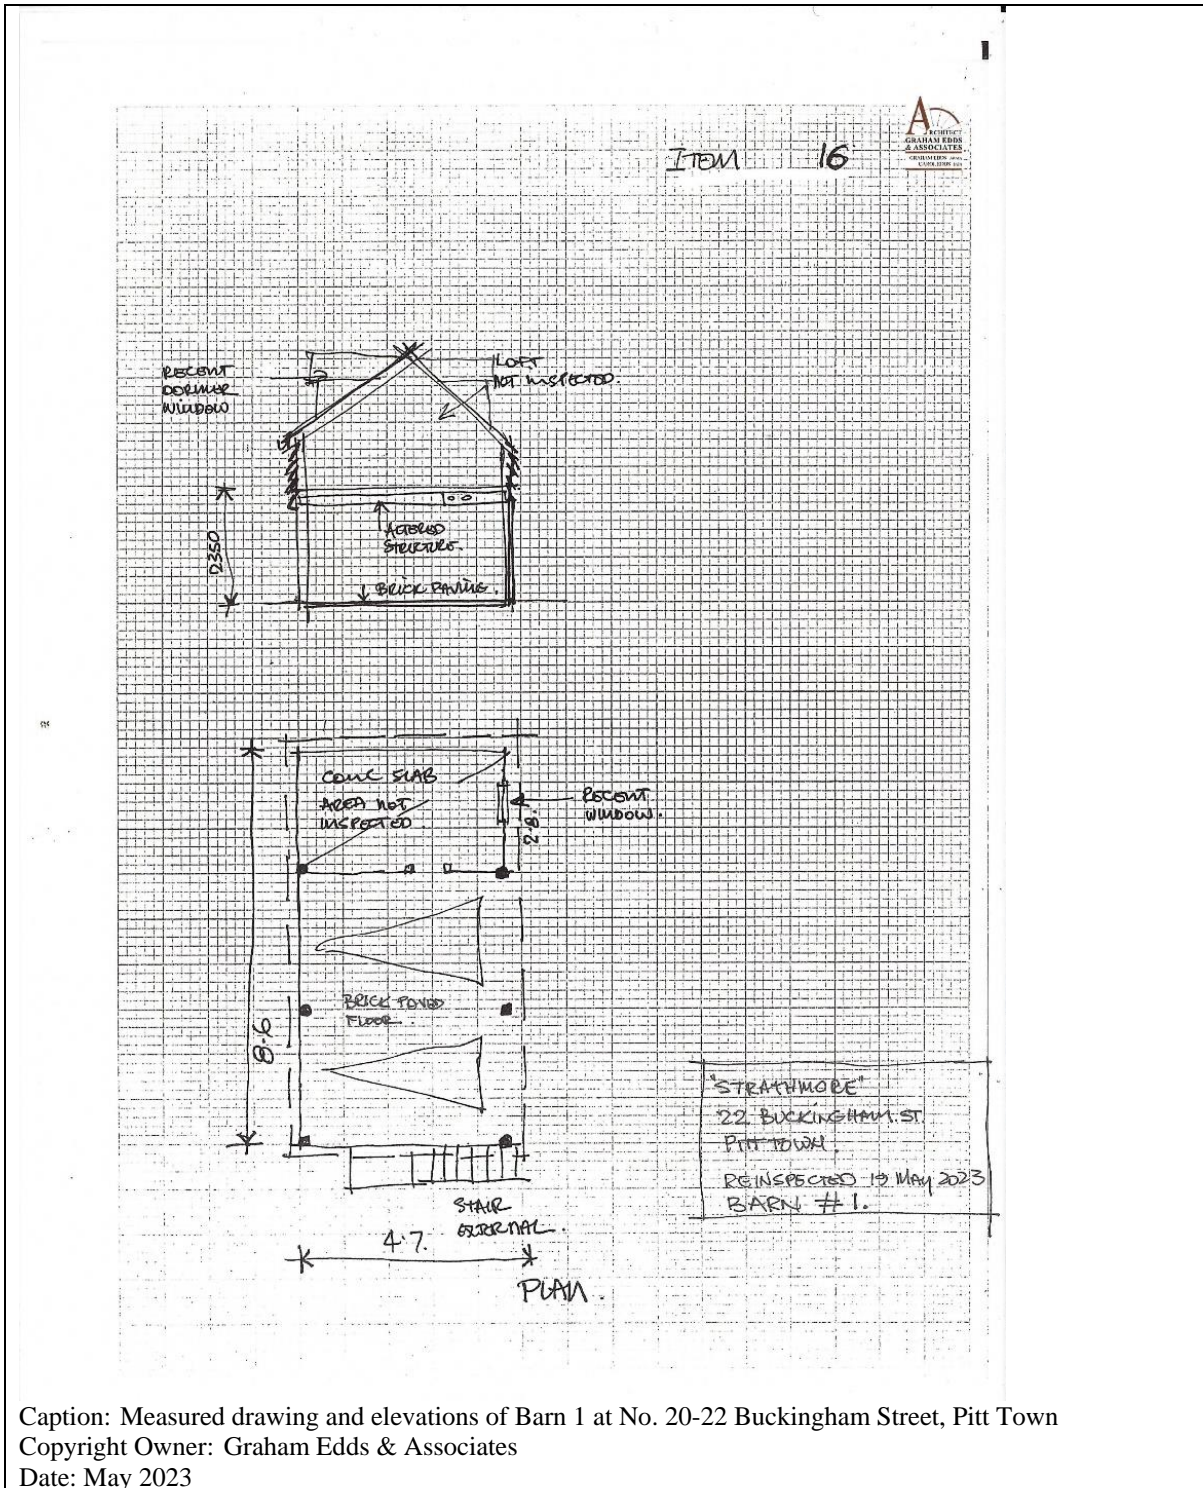 ITEM 16
ARCHITECT
GRAHAM EDDS
& ASSOCIATES
RECENT
DORMER
WINDOW
LOFT
NOT INSPECTED.
2350
ALTERED
STRUCTURE.
BRICK PAVING.
CONC SLAB
AREA NOT
INSPECTED
RECENT
WINDOW.
2.8.
BRICK PAVED
FLOOR
8.6
STAIR
EXTERNAL.
4.7.
PLAN.
"STRATHMORE"
22 BUCKINGHAM. ST.
PITT TOWN.
REINSPECTED 19 MAY 2023
BARN #1.
Caption: Measured drawing and elevations of Barn 1 at No. 20-22 Buckingham Street, Pitt Town
Copyright Owner: Graham Edds & Associates
Date: May 2023